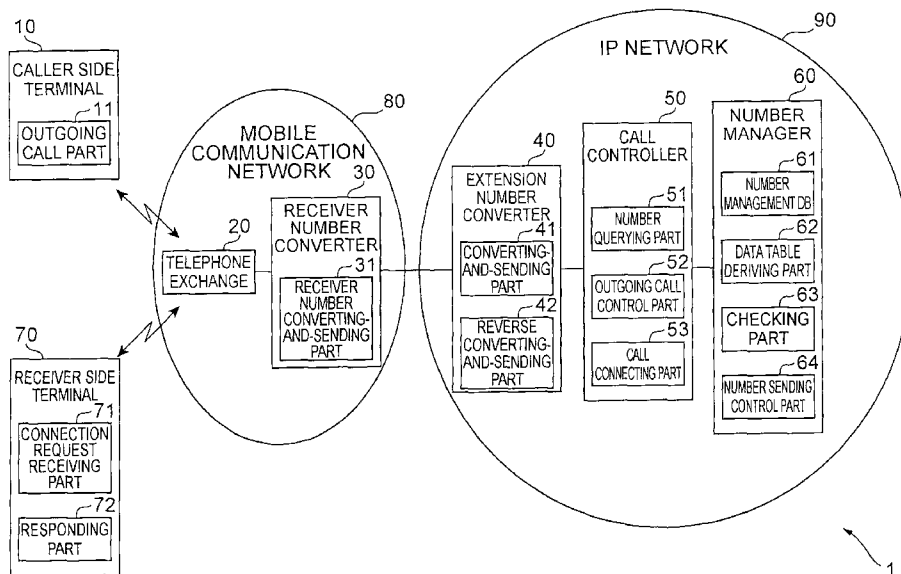 10
CALLER SIDE
TERMINAL
11
OUTGOING
CALL PART
80
MOBILE
COMMUNICATION
NETWORK
20
TELEPHONE
EXCHANGE
30
RECEIVER
NUMBER
CONVERTER
31
RECEIVER
NUMBER
CONVERTING-
AND-SENDING
PART
70
RECEIVER SIDE
TERMINAL
71
CONNECTION
REQUEST
RECEIVING
PART
72
RESPONDING
PART
90
IP NETWORK
40
EXTENSION
NUMBER
CONVERTER
41
CONVERTING-
AND-SENDING
PART
42
REVERSE
CONVERTING-
AND-SENDING
PART
50
CALL
CONTROLLER
51
NUMBER
QUERYING
PART
52
OUTGOING CALL
CONTROL PART
53
CALL
CONNECTING PART
60
NUMBER
MANAGER
61
NUMBER
MANAGEMENT DB
62
DATA TABLE
DERIVING PART
63
CHECKING
PART
64
NUMBER SENDING
CONTROL PART
1